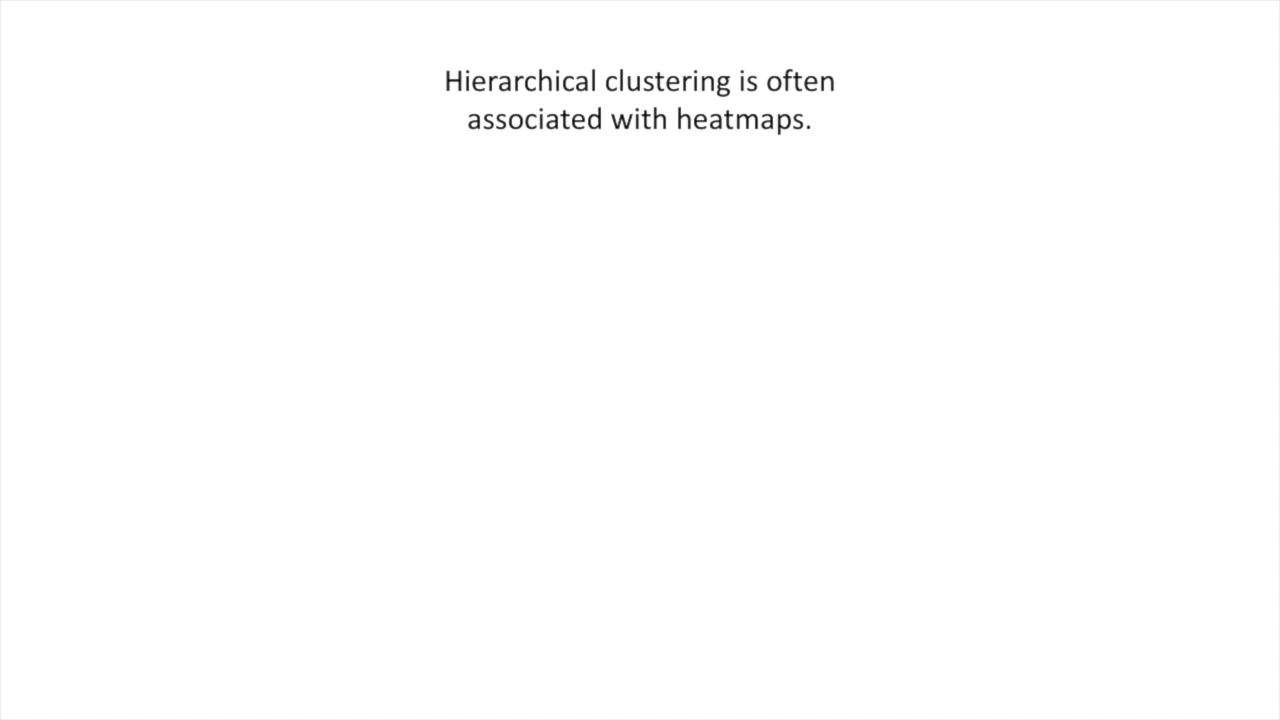 Hierarchical clustering is often
associated with heatmaps.